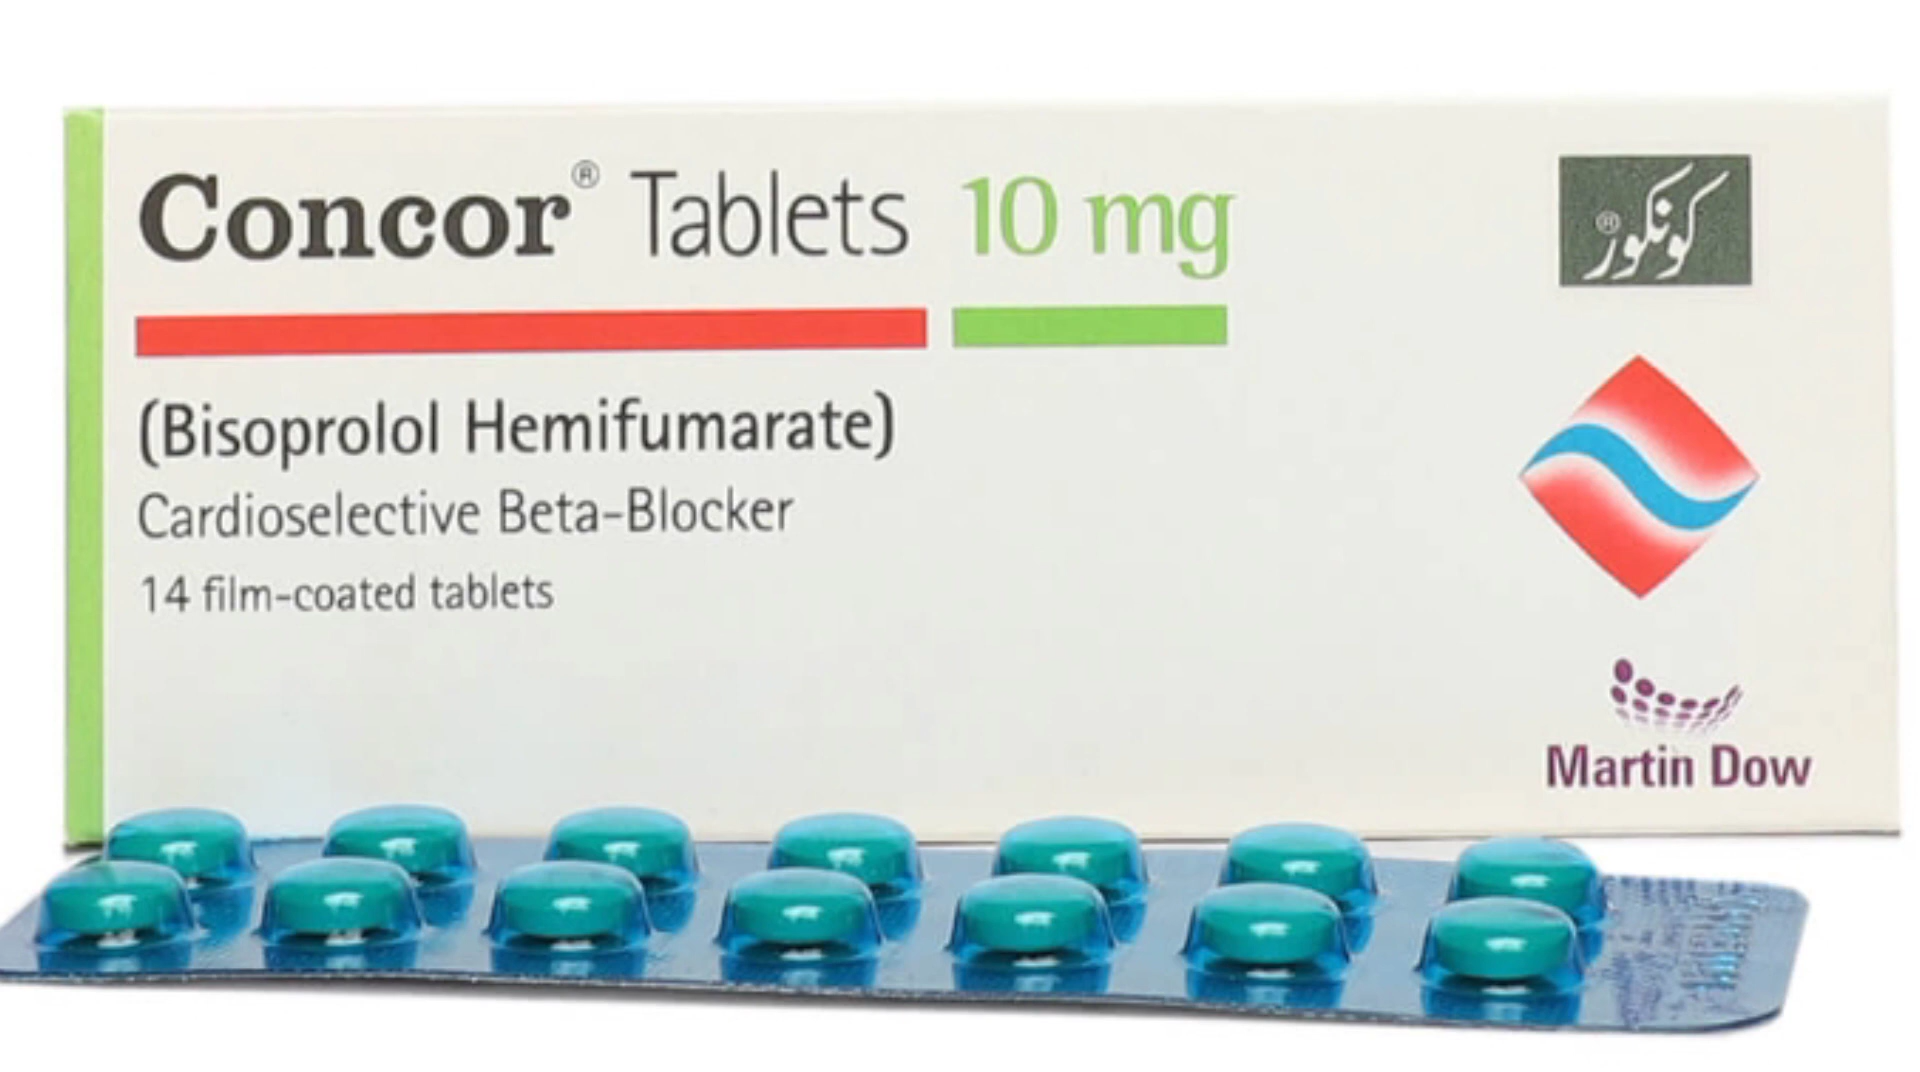 Concor® Tablets 10 mg
کونکور®
(Bisoprolol Hemifumarate)
Cardioselective Beta-Blocker
14 film-coated tablets
Martin Dow